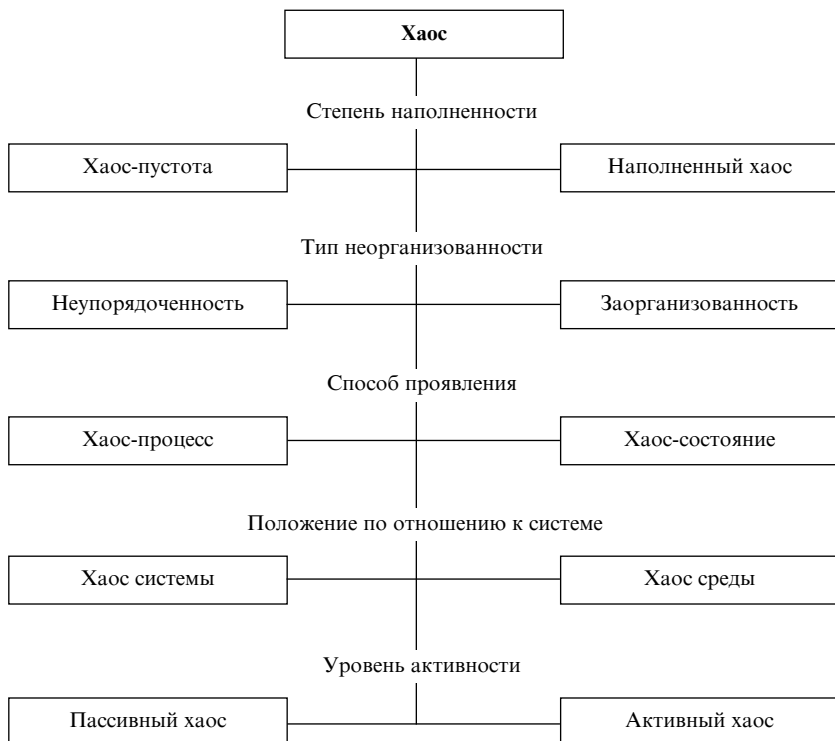 Хаос
Степень наполненности
Хаос-пустота
Наполненный хаос
Тип неорганизованности
Неупорядоченность
Заорганизованность
Способ проявления
Хаос-процесс
Хаос-состояние
Положение по отношению к системе
Хаос системы
Хаос среды
Уровень активности
Пассивный хаос
Активный хаос